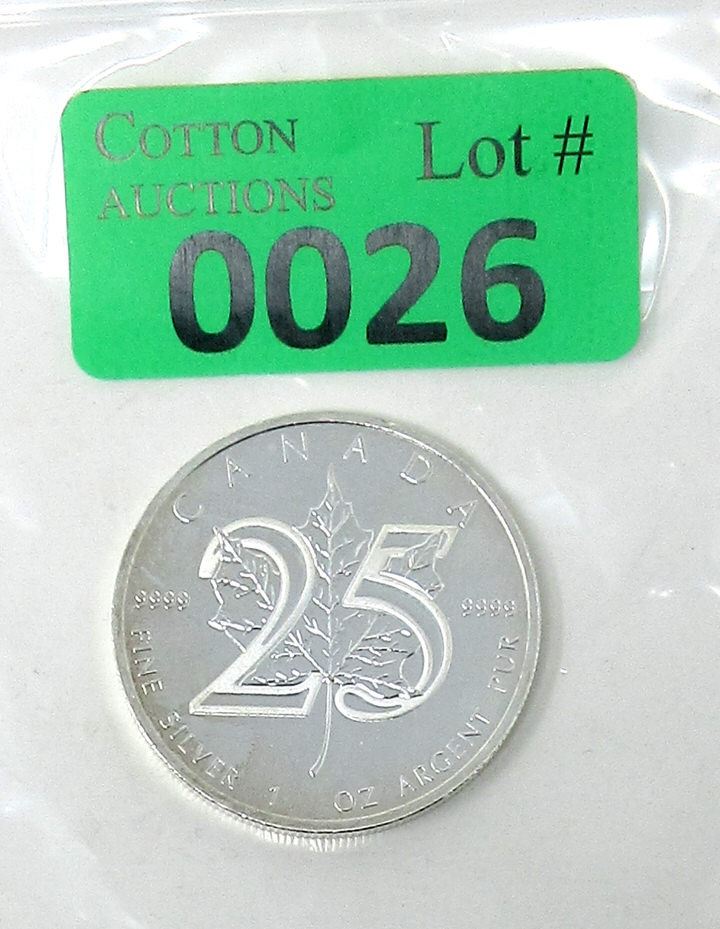 COTTON
AUCTIONS
Lot #
0026
CANADA
25
9999
9999
FINE SILVER 1 OZ ARGENT PUR